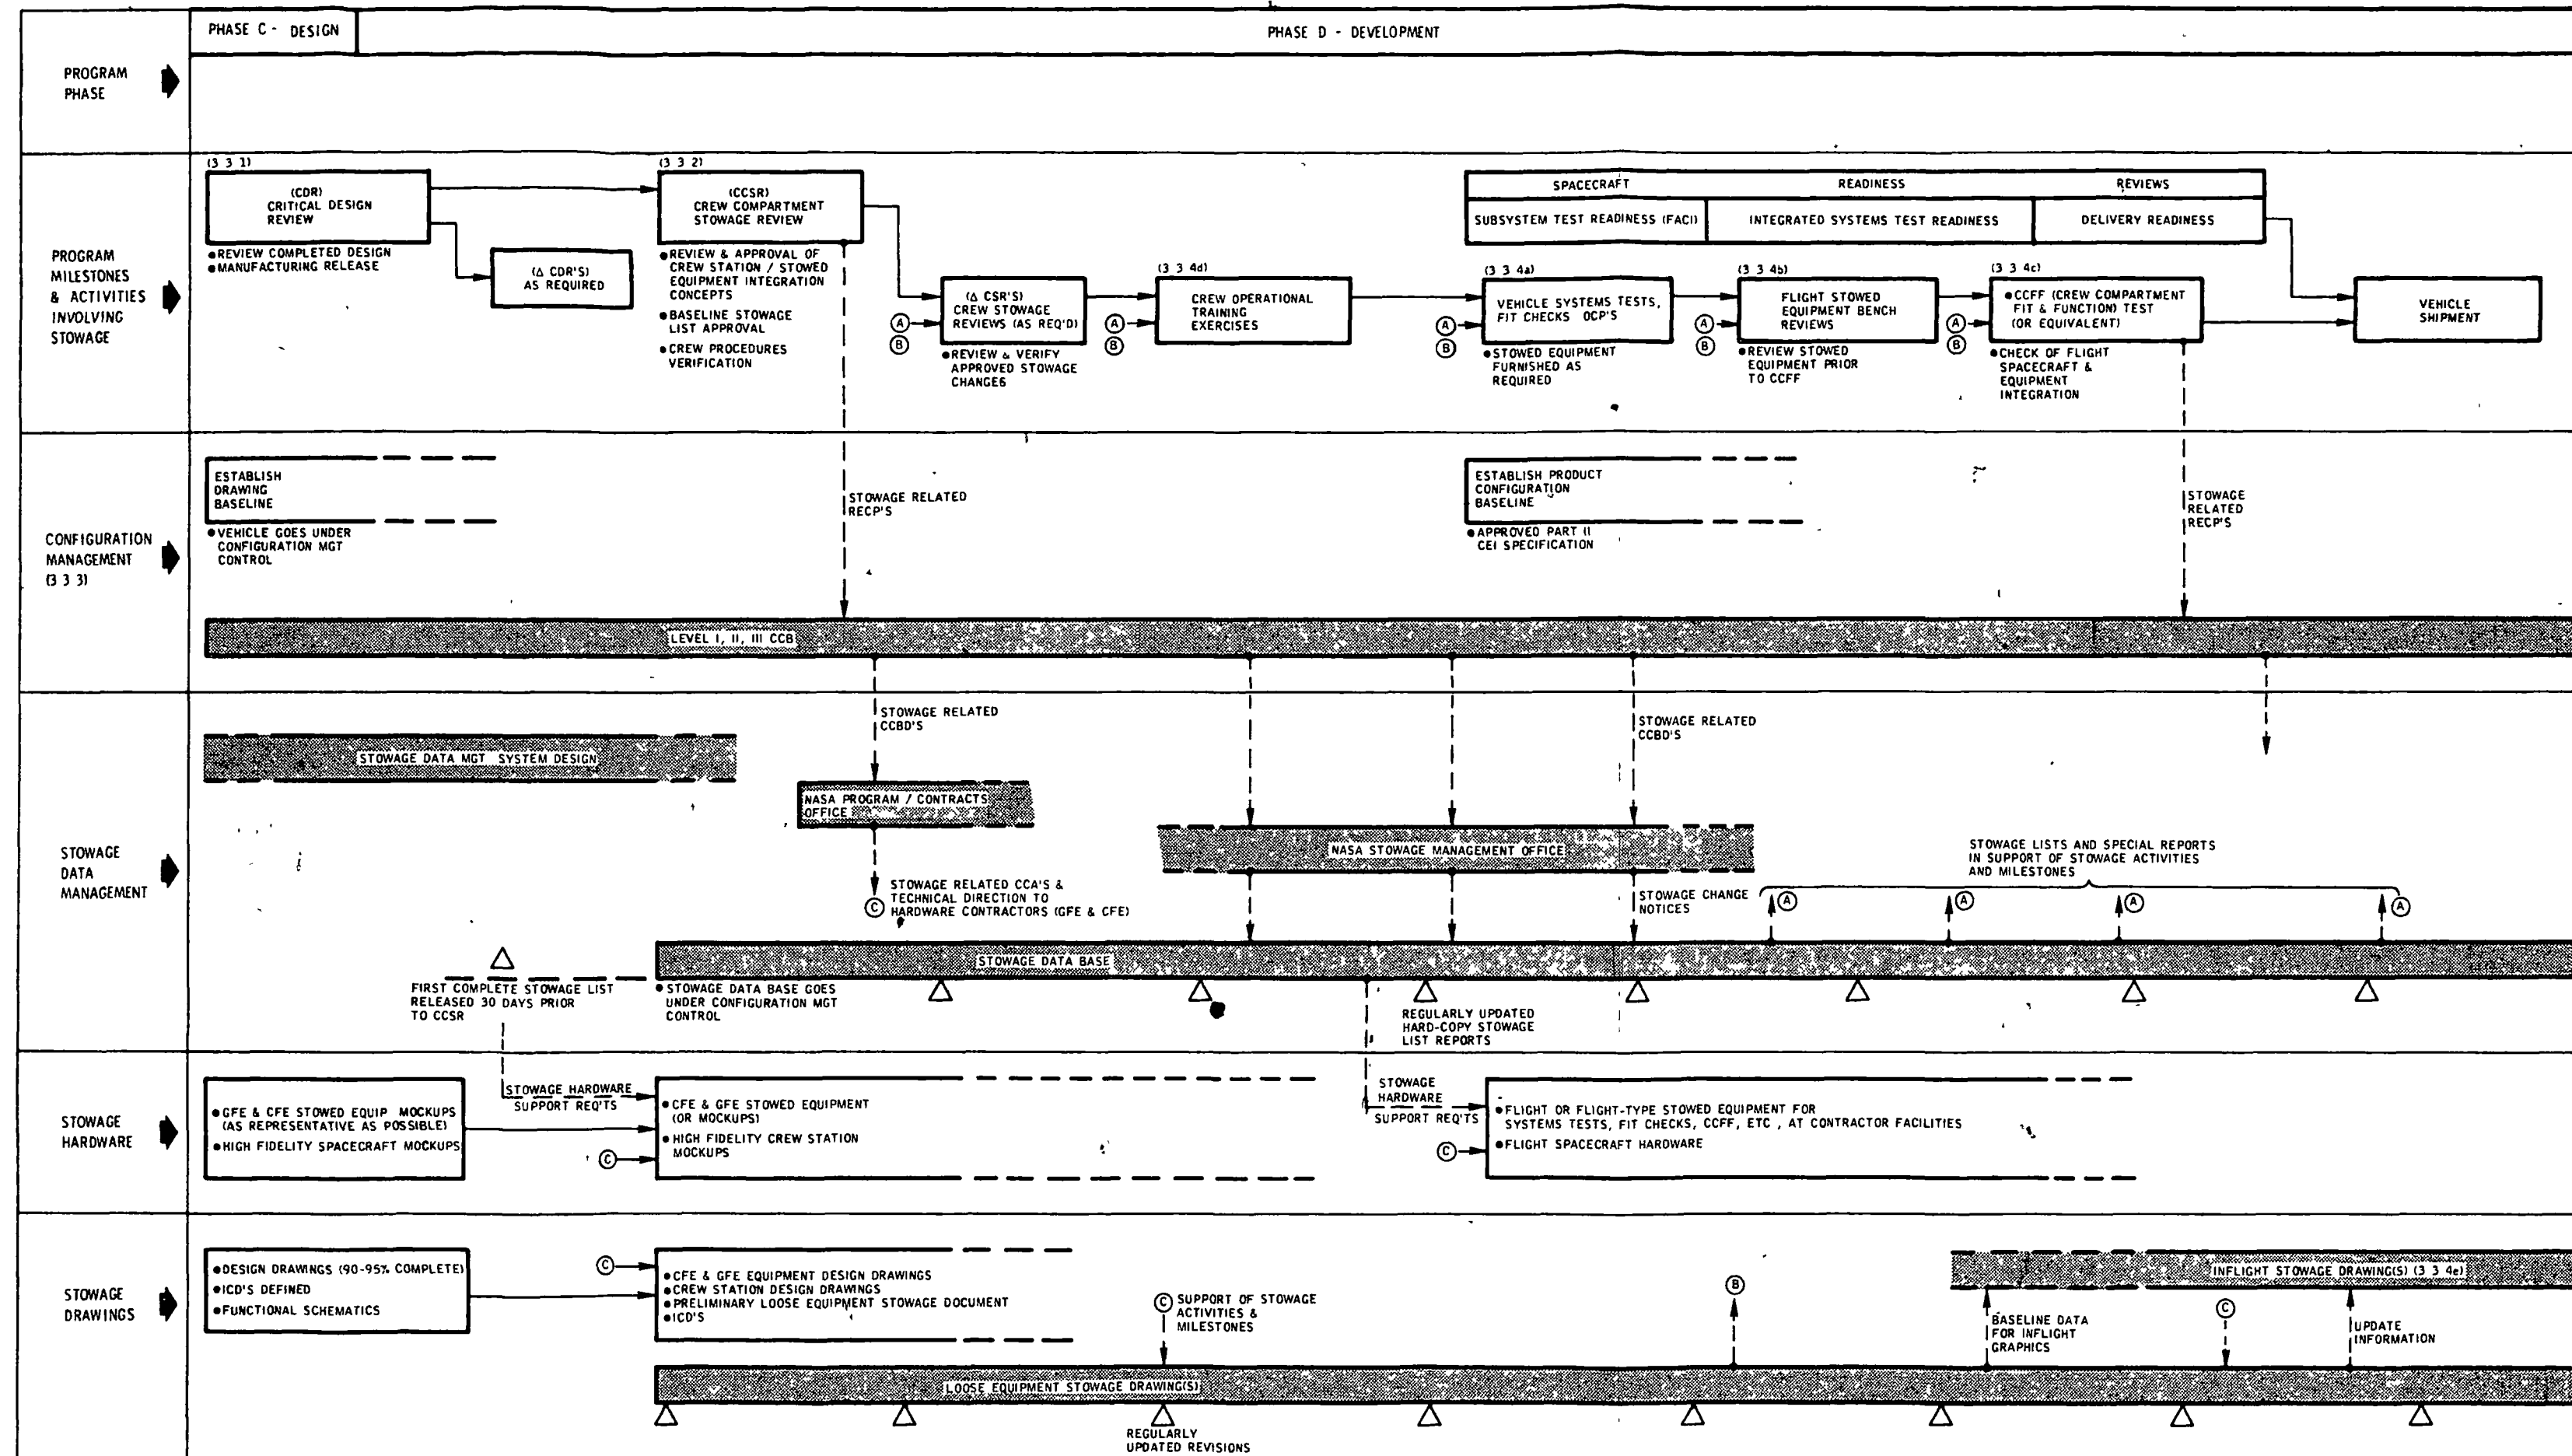 PHASE C - DESIGN
PHASE D - DEVELOPMENT
PROGRAM
PHASE
PROGRAM
MILESTONES
& ACTIVITIES
INVOLVING
STOWAGE
(3 3 1)
(CDR)
CRITICAL DESIGN
REVIEW
●REVIEW COMPLETED DESIGN
●MANUFACTURING RELEASE
(Δ CDR'S)
AS REQUIRED
(3 3 2)
(CCSR)
CREW COMPARTMENT
STOWAGE REVIEW
●REVIEW & APPROVAL OF
CREW STATION / STOWED
EQUIPMENT INTEGRATION
CONCEPTS
●BASELINE STOWAGE
LIST APPROVAL
●CREW PROCEDURES
VERIFICATION
A
B
(Δ CSR'S)
CREW STOWAGE
REVIEWS (AS REQ'D)
●REVIEW & VERIFY
APPROVED STOWAGE
CHANGES
A
B
(3 3 4d)
CREW OPERATIONAL
TRAINING
EXERCISES
SPACECRAFT READINESS REVIEWS
SUBSYSTEM TEST READINESS (FACI)
INTEGRATED SYSTEMS TEST READINESS
DELIVERY READINESS
A
B
(3 3 4a)
VEHICLE SYSTEMS TESTS,
FIT CHECKS OCP'S
●STOWED EQUIPMENT
FURNISHED AS
REQUIRED
A
B
(3 3 4b)
FLIGHT STOWED
EQUIPMENT BENCH
REVIEWS
●REVIEW STOWED
EQUIPMENT PRIOR
TO CCFF
A
B
(3 3 4c)
●CCFF (CREW COMPARTMENT
FIT & FUNCTION) TEST
(OR EQUIVALENT)
●CHECK OF FLIGHT
SPACECRAFT &
EQUIPMENT
INTEGRATION
VEHICLE
SHIPMENT
CONFIGURATION
MANAGEMENT
(3 3 3)
ESTABLISH
DRAWING
BASELINE
●VEHICLE GOES UNDER
CONFIGURATION MGT
CONTROL
STOWAGE RELATED
RECP'S
ESTABLISH PRODUCT
CONFIGURATION
BASELINE
●APPROVED PART II
CEI SPECIFICATION
STOWAGE
RELATED
RECP'S
LEVEL I, II, III CCB
STOWAGE
DATA
MANAGEMENT
STOWAGE DATA MGT SYSTEM DESIGN
STOWAGE RELATED
CCBD'S
NASA PROGRAM / CONTRACTS
OFFICE
C
STOWAGE RELATED CCA'S &
TECHNICAL DIRECTION TO
HARDWARE CONTRACTORS (GFE & CFE)
STOWAGE RELATED
CCBD'S
NASA STOWAGE MANAGEMENT OFFICE
STOWAGE CHANGE
NOTICES
STOWAGE LISTS AND SPECIAL REPORTS
IN SUPPORT OF STOWAGE ACTIVITIES
AND MILESTONES
A
A
A
A
STOWAGE DATA BASE
FIRST COMPLETE STOWAGE LIST
RELEASED 30 DAYS PRIOR
TO CCSR
●STOWAGE DATA BASE GOES
UNDER CONFIGURATION MGT
CONTROL
REGULARLY UPDATED
HARD-COPY STOWAGE
LIST REPORTS
STOWAGE
HARDWARE
●GFE & CFE STOWED EQUIP MOCKUPS
(AS REPRESENTATIVE AS POSSIBLE)
●HIGH FIDELITY SPACECRAFT MOCKUPS
STOWAGE HARDWARE
SUPPORT REQ'TS
C
●CFE & GFE STOWED EQUIPMENT
(OR MOCKUPS)
●HIGH FIDELITY CREW STATION
MOCKUPS
STOWAGE
HARDWARE
SUPPORT REQ'TS
C
●FLIGHT OR FLIGHT-TYPE STOWED EQUIPMENT FOR
SYSTEMS TESTS, FIT CHECKS, CCFF, ETC , AT CONTRACTOR FACILITIES
●FLIGHT SPACECRAFT HARDWARE
STOWAGE
DRAWINGS
●DESIGN DRAWINGS (90-95% COMPLETE)
●ICD'S DEFINED
●FUNCTIONAL SCHEMATICS
C
●CFE & GFE EQUIPMENT DESIGN DRAWINGS
●CREW STATION DESIGN DRAWINGS
●PRELIMINARY LOOSE EQUIPMENT STOWAGE DOCUMENT
●ICD'S
C
SUPPORT OF STOWAGE
ACTIVITIES &
MILESTONES
B
INFLIGHT STOWAGE DRAWING(S) (3 3 4e)
BASELINE DATA
FOR INFLIGHT
GRAPHICS
C
UPDATE
INFORMATION
LOOSE EQUIPMENT STOWAGE DRAWING(S)
REGULARLY
UPDATED REVISIONS